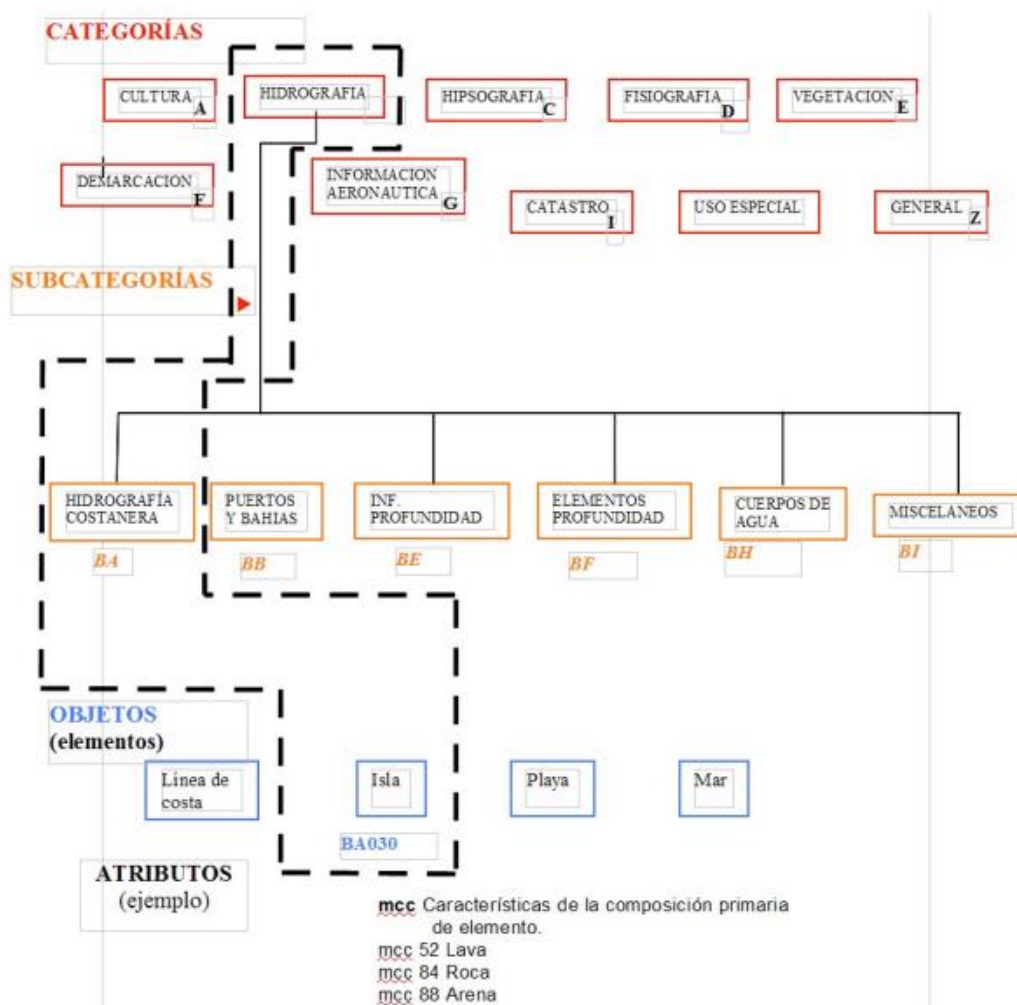 CATEGORÍAS
CULTURA
A
HIDROGRAFIA
HIPSOGRAFIA
C
FISIOGRAFIA
D
VEGETACION
E
DEMARCACION
F
INFORMACION
AERONAUTICA
G
CATASTRO
I
USO ESPECIAL
GENERAL
Z
SUBCATEGORÍAS
HIDROGRAFÍA
COSTANERA
BA
PUERTOS
Y BAHIAS
BB
INF.
PROFUNDIDAD
BE
ELEMENTOS
PROFUNDIDAD
BF
CUERPOS DE
AGUA
BH
MISCELANEOS
BI
OBJETOS
(elementos)
Línea de
costa
Isla
BA030
Playa
Mar
ATRIBUTOS
(ejemplo)
mcc Características de la composición primaria
de elemento.
mcc 52 Lava
mcc 84 Roca
mcc 88 Arena